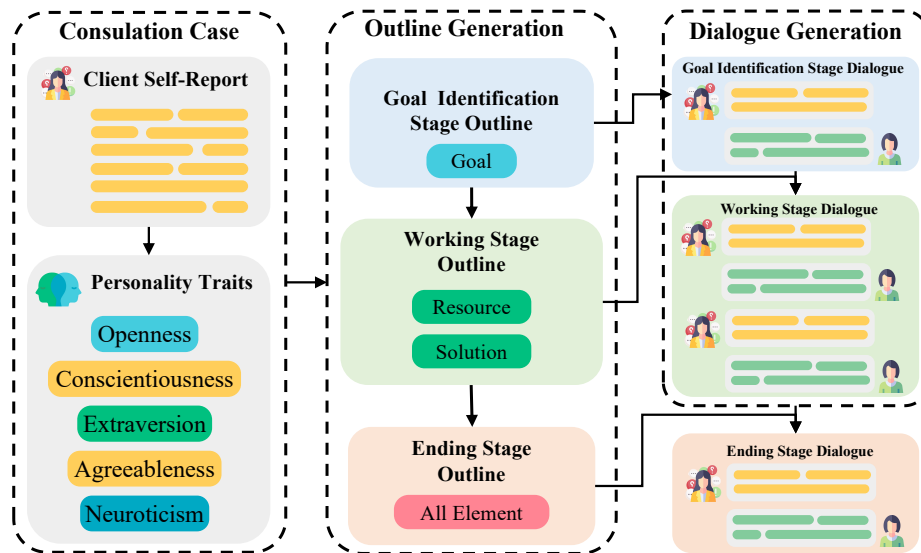 Consulation Case
Client Self-Report
Personality Traits
Openness
Conscientiousness
Extraversion
Agreeableness
Neuroticism
Outline Generation
Goal Identification
Stage Outline
Goal
Working Stage
Outline
Resource
Solution
Ending Stage
Outline
All Element
Dialogue Generation
Goal Identification Stage Dialogue
Working Stage Dialogue
Ending Stage Dialogue